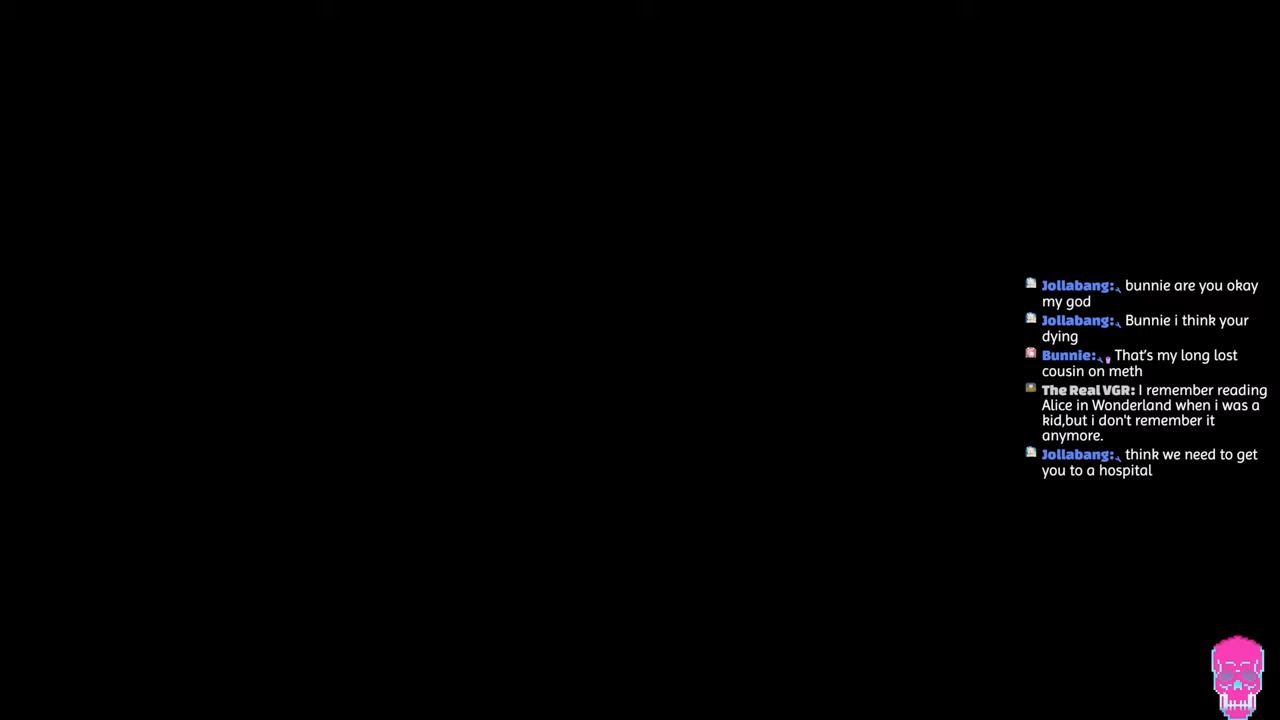 Jollabang: bunnie are you okay
my god
Jollabang: Bunnie i think your
dying
Bunnie: That's my long lost
cousin on meth
The Real VGR: I remember reading
Alice in Wonderland when i was a
kid,but i don't remember it
anymore.
Jollabang: think we need to get
you to a hospital